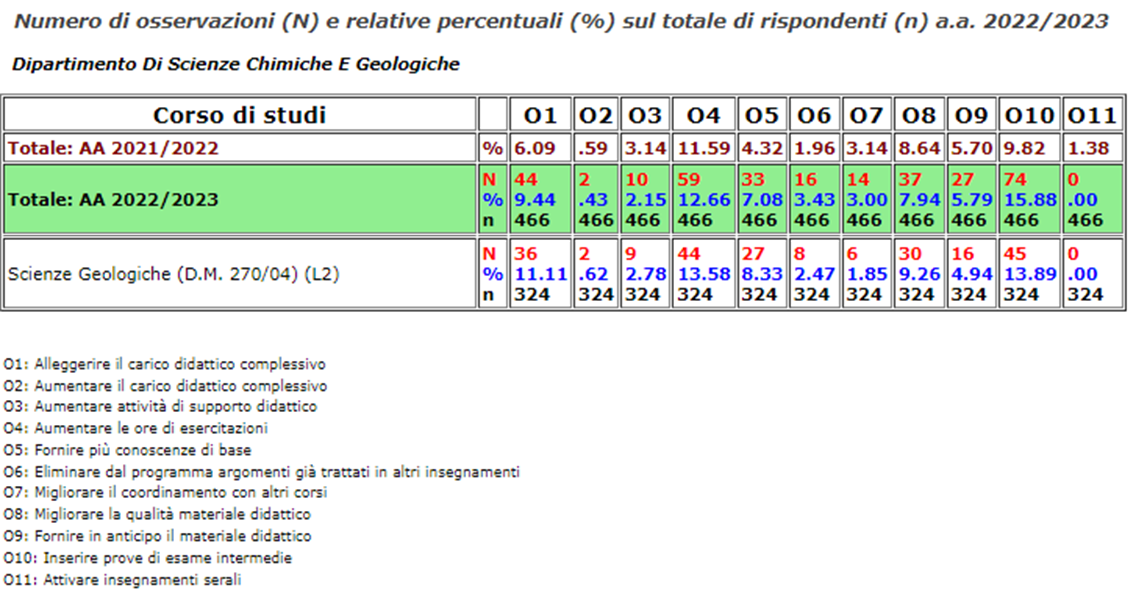 Numero di osservazioni (N) e relative percentuali (%) sul totale di rispondenti (n) a.a. 2022/2023
Dipartimento Di Scienze Chimiche E Geologiche
Corso di studi O1 O2 O3 O4 O5 O6 O7 O8 O9 O10 O11
Totale: AA 2021/2022 % 6.09 .59 3.14 11.59 4.32 1.96 3.14 8.64 5.70 9.82 1.38
N 44 2 10 59 33 16 14 37 27 74 0
Totale: AA 2022/2023 % 9.44 .43 2.15 12.66 7.08 3.43 3.00 7.94 5.79 15.88 .00
n 466 466 466 466 466 466 466 466 466 466 466
N 36 2 9 44 27 8 6 30 16 45 0
Scienze Geologiche (D.M. 270/04) (L2) % 11.11 .62 2.78 13.58 8.33 2.47 1.85 9.26 4.94 13.89 .00
n 324 324 324 324 324 324 324 324 324 324 324
O1: Alleggerire il carico didattico complessivo
O2: Aumentare il carico didattico complessivo
O3: Aumentare attività di supporto didattico
O4: Aumentare le ore di esercitazioni
O5: Fornire più conoscenze di base
O6: Eliminare dal programma argomenti già trattati in altri insegnamenti
O7: Migliorare il coordinamento con altri corsi
O8: Migliorare la qualità materiale didattico
O9: Fornire in anticipo il materiale didattico
O10: Inserire prove di esame intermedie
O11: Attivare insegnamenti serali